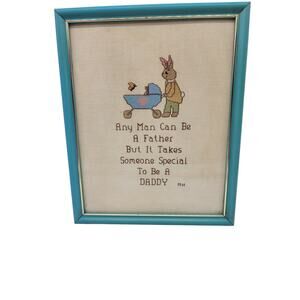 Any Man Can Be
A Father
But It Takes
Someone Special
To Be A
DADDY